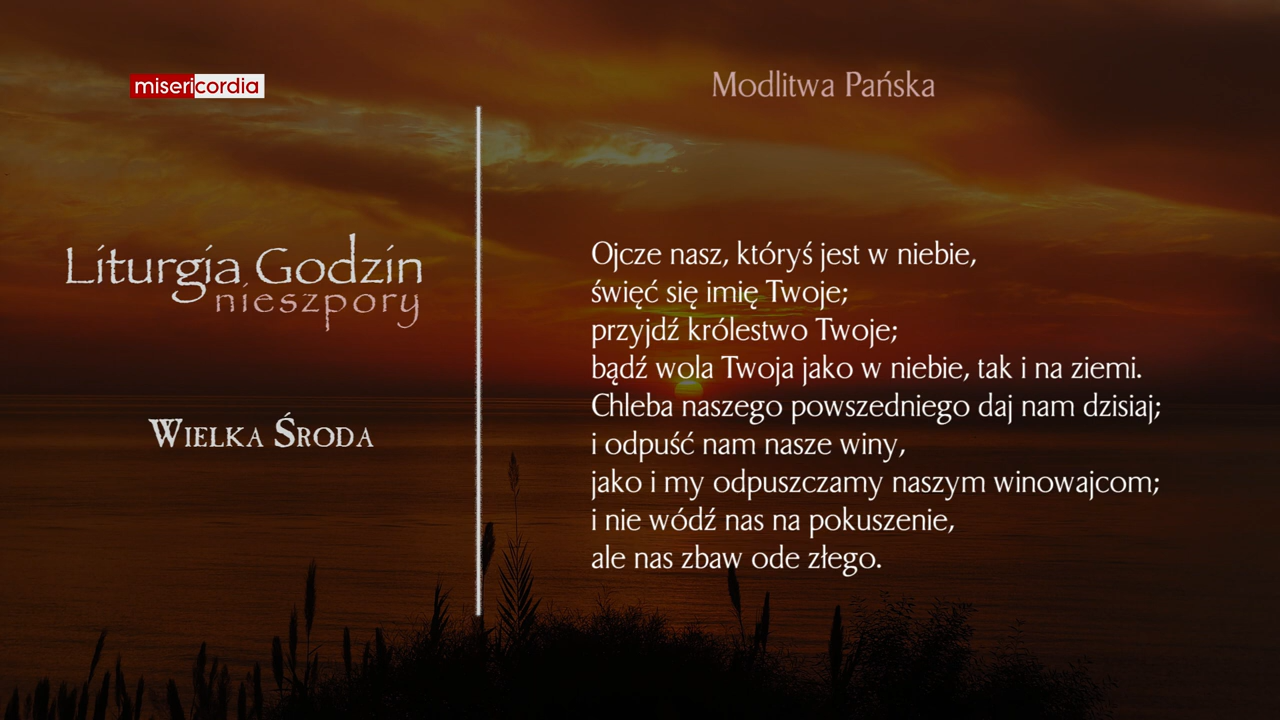 misericordia
Liturgia Godzin
nieszpory
Wielka Środa
Modlitwa Pańska
Ojcze nasz, któryś jest w niebie,
święć się imię Twoje;
przyjdź królestwo Twoje;
bądź wola Twoja jako w niebie, tak i na ziemi.
Chleba naszego powszedniego daj nam dzisiaj;
i odpuść nam nasze winy,
jako i my odpuszczamy naszym winowajcom;
i nie wódź nas na pokuszenie,
ale nas zbaw ode złego.